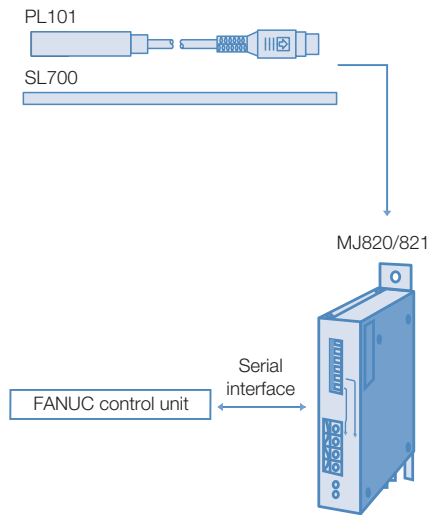 PL101
SL700
MJ820/821
Serial
interface
FANUC control unit